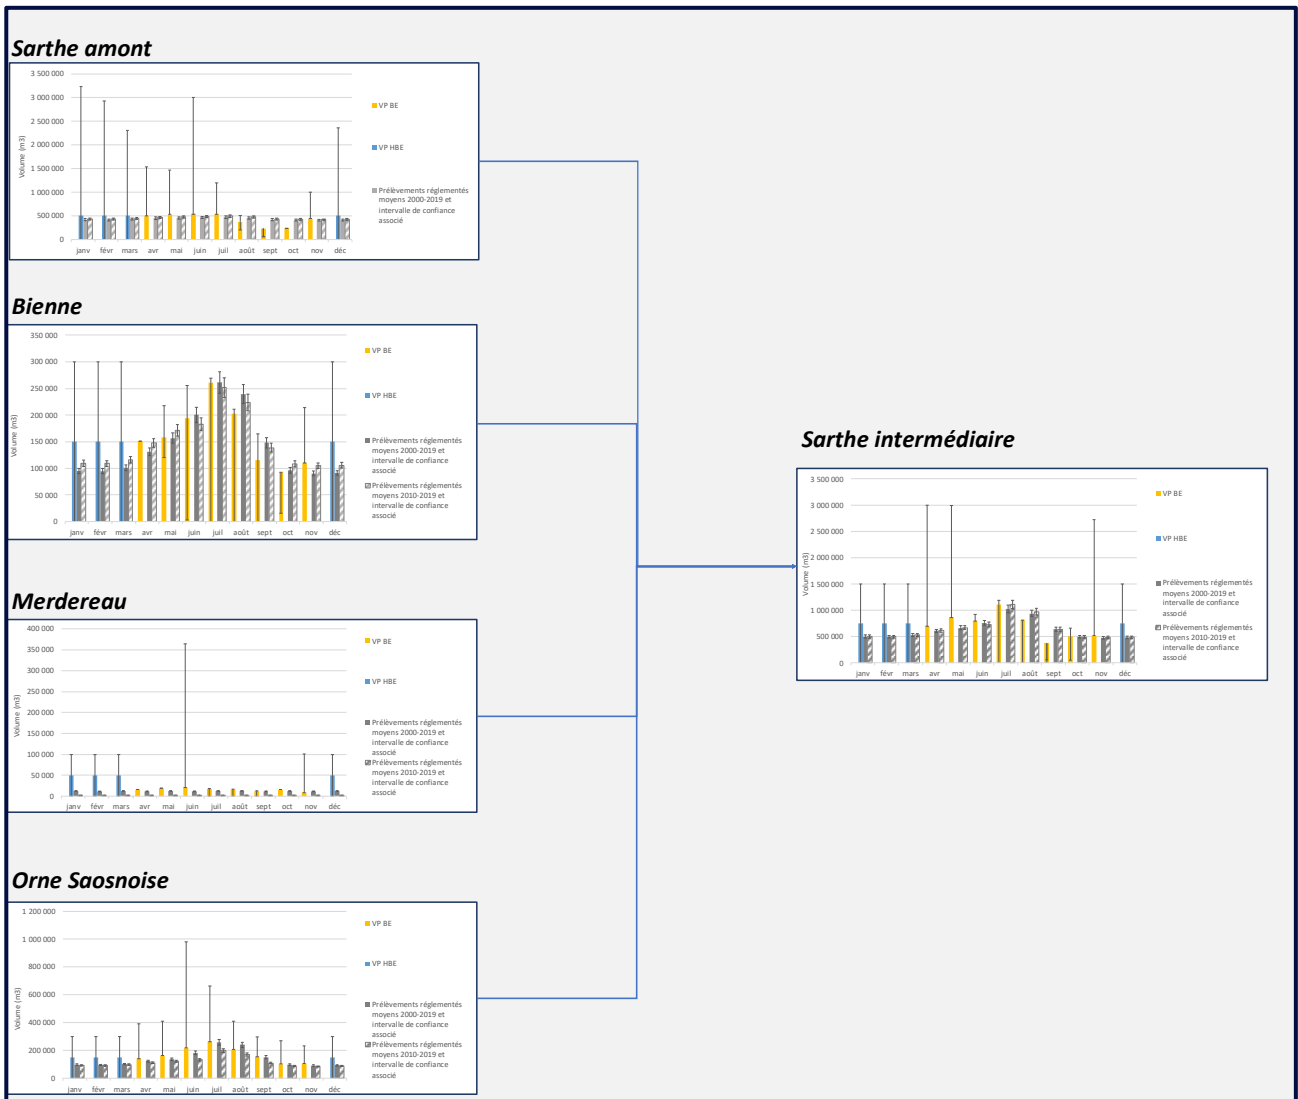 Sarthe amont
3 500 000
3 000 000
2 500 000
2 000 000
1 500 000
1 000 000
500 000
0
Volume (m3)
janv févr mars avr mai juin juil août sept oct nov déc
VP BE
VP HBE
Prélèvements réglementés
moyens 2000-2019 et
intervalle de confiance
associé
Bienne
350 000
300 000
250 000
200 000
150 000
100 000
50 000
0
Volume (m3)
janv févr mars avr mai juin juil août sept oct nov déc
VP BE
VP HBE
Prélèvements réglementés
moyens 2000-2019 et
intervalle de confiance
associé
Prélèvements réglementés
moyens 2010-2019 et
intervalle de confiance
associé
Merdereau
400 000
350 000
300 000
250 000
200 000
150 000
100 000
50 000
0
Volume (m3)
janv févr mars avr mai juin juil août sept oct nov déc
VP BE
VP HBE
Prélèvements réglementés
moyens 2000-2019 et
intervalle de confiance
associé
Prélèvements réglementés
moyens 2010-2019 et
intervalle de confiance
associé
Orne Saosnoise
1 200 000
1 000 000
800 000
600 000
400 000
200 000
0
Volume (m3)
janv févr mars avr mai juin juil août sept oct nov déc
VP BE
VP HBE
Prélèvements réglementés
moyens 2000-2019 et
intervalle de confiance
associé
Prélèvements réglementés
moyens 2010-2019 et
intervalle de confiance
associé
Sarthe intermédiaire
3 500 000
3 000 000
2 500 000
2 000 000
1 500 000
1 000 000
500 000
0
Volume (m3)
janv févr mars avr mai juin juil août sept oct nov déc
VP BE
VP HBE
Prélèvements réglementés
moyens 2000-2019 et
intervalle de confiance
associé
Prélèvements réglementés
moyens 2010-2019 et
intervalle de confiance
associé